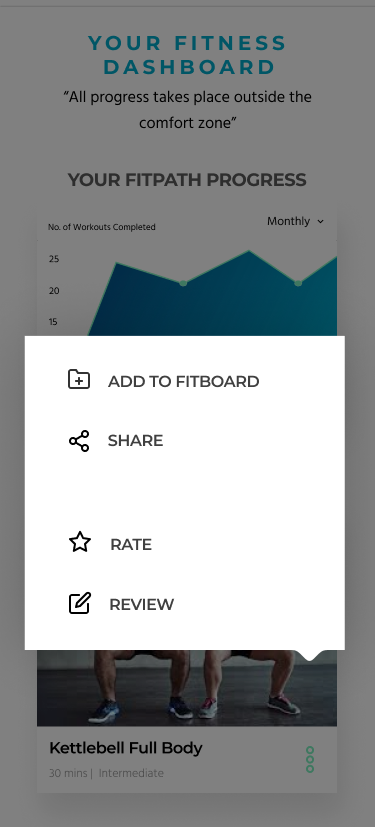 YOUR FITNESS
DASHBOARD
“All progress takes place outside the
comfort zone”
YOUR FITPATH PROGRESS
Monthly
No. of Workouts Completed
25
20
15
ADD TO FITBOARD
SHARE
RATE
REVIEW
Kettlebell Full Body
30 mins | Intermediate